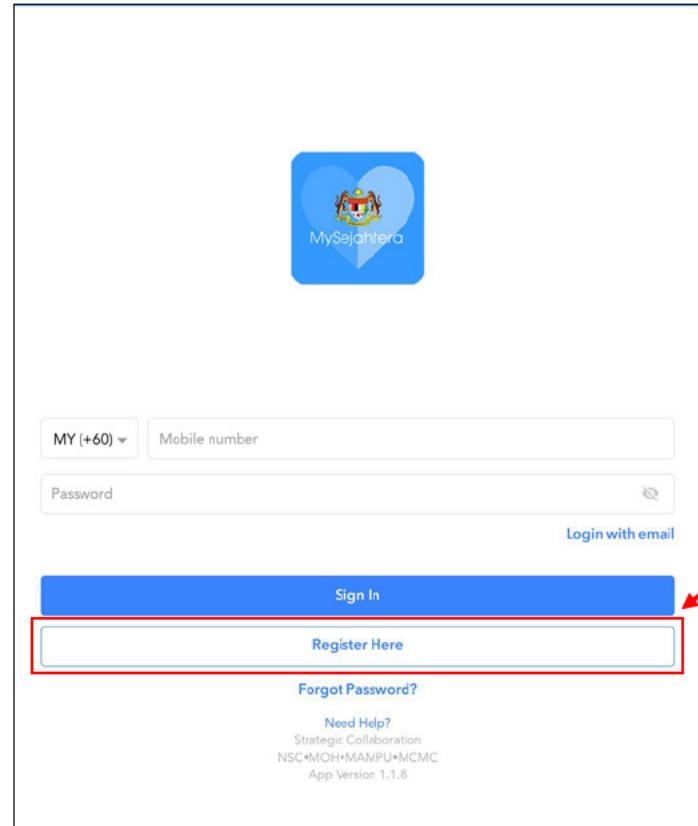 MySejahtera
MY (+60)
Mobile number
Password
Login with email
Sign In
Register Here
Forgot Password?
Need Help?
Strategic Collaboration
NSC•MOH•MAMPU•MCMC
App Version 1.1.8